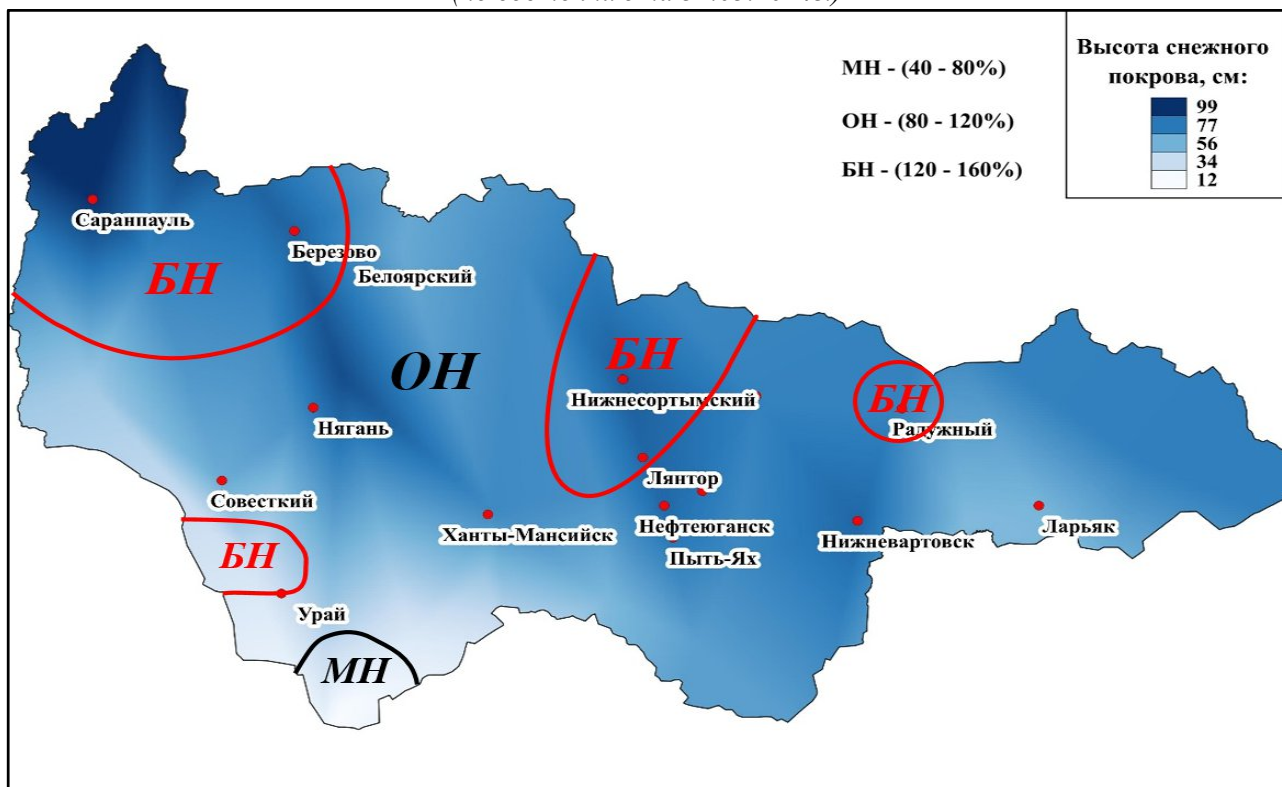 МН - (40 - 80%)
ОН - (80 - 120%)
БН - (120 - 160%)
Высота снежного
покрова, см:
99
77
56
34
12
Саранпауль
Березово
Белоярский
БН
БН
ОН
БН
Нижнесортымский
Радужный
Нягань
Лянтор
Совесткий
Нефтеюганск
Ларьяк
Ханты-Мансийск
Нижневартовск
Пыть-Ях
БН
Урай
МН